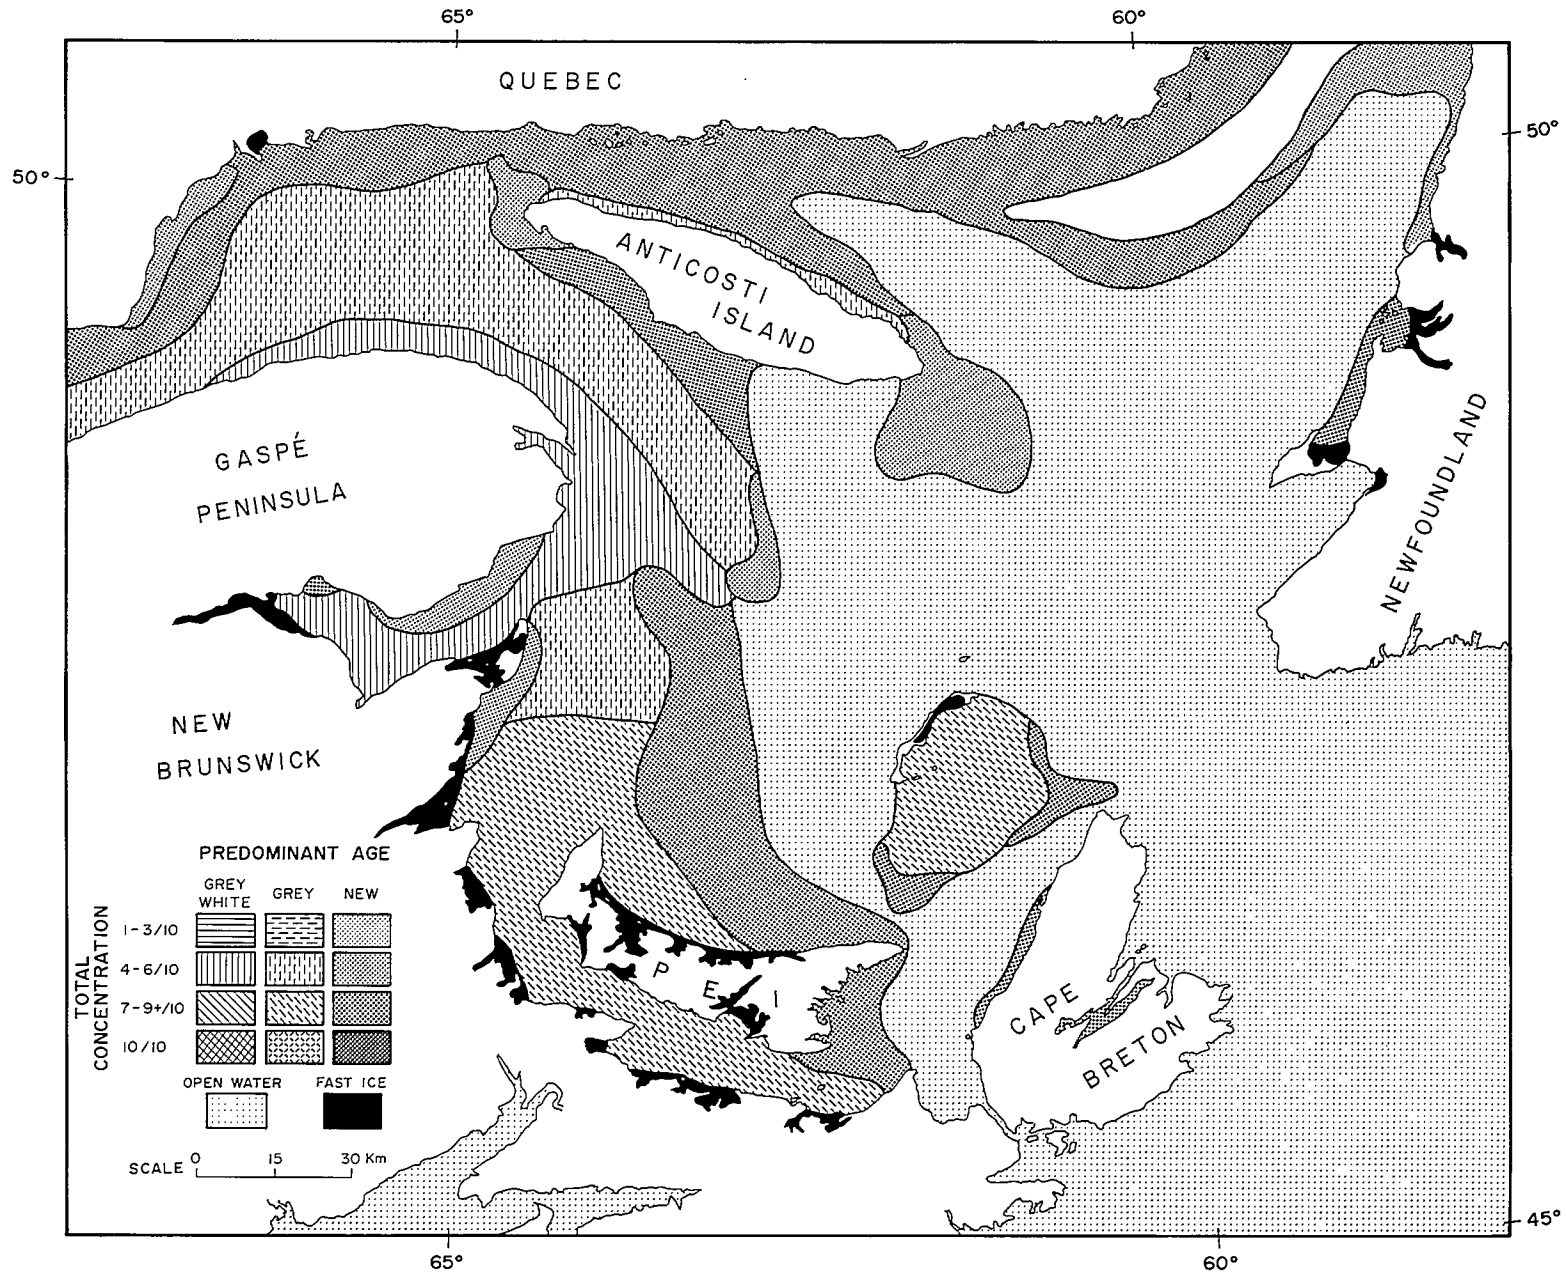 65°
60°
QUEBEC
50°
50°
ANTICOSTI
ISLAND
GASPÉ
PENINSULA
NEWFOUNDLAND
NEW
BRUNSWICK
PREDOMINANT AGE
GREY
WHITE
GREY
NEW
TOTAL
CONCENTRATION
1-3/10
4-6/10
7-9+/10
10/10
OPEN WATER
FAST ICE
SCALE 0 15 30 Km
P E I
CAPE
BRETON
45°
65°
60°